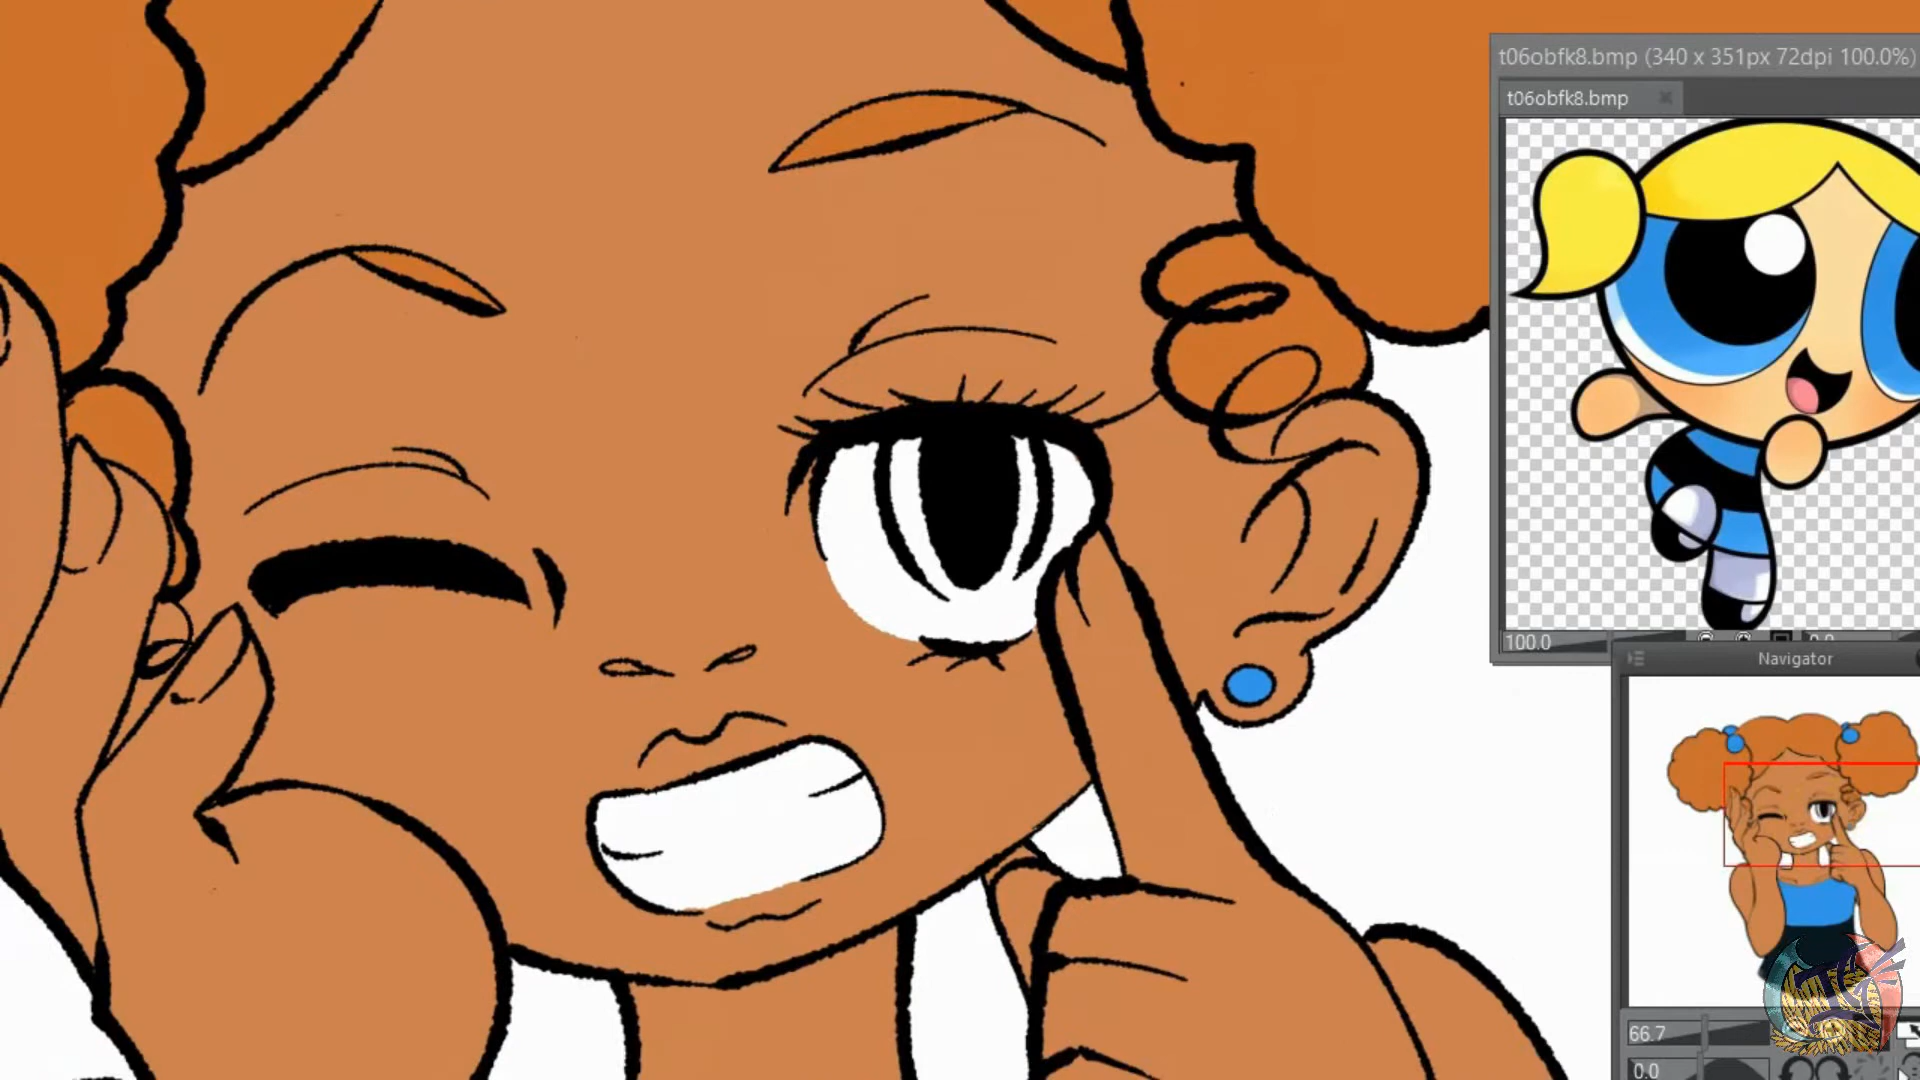 t06obfk8.bmp (340 x 351px 72dpi 100.0%)
t06obfk8.bmp
100.0
Navigator
66.7
0.0